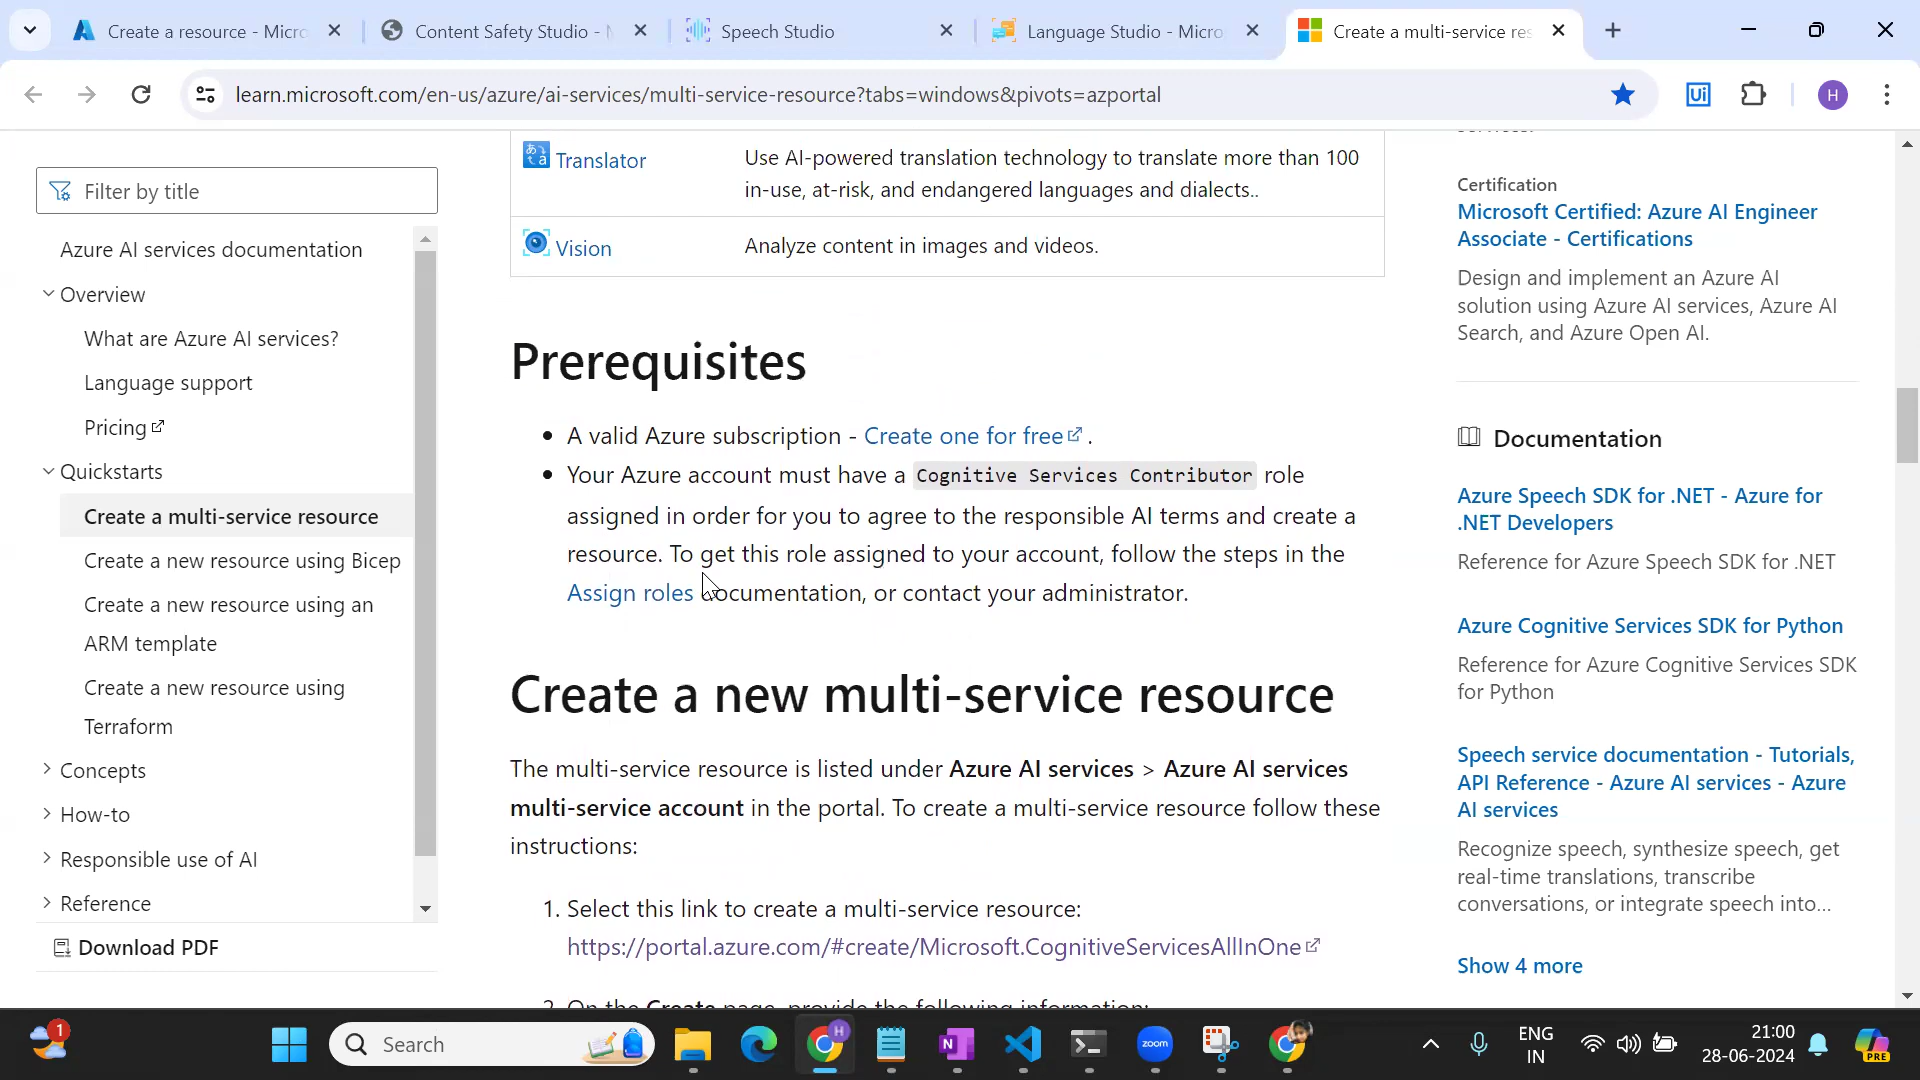 Create a resource - Micro
Content Safety Studio - M
Speech Studio
Language Studio - Micro
Create a multi-service res
learn.microsoft.com/en-us/azure/ai-services/multi-service-resource?tabs=windows&pivots=azportal
Ui
H
Filter by title
Azure AI services documentation
Overview
What are Azure AI services?
Language support
Pricing
Quickstarts
Create a multi-service resource
Create a new resource using Bicep
Create a new resource using an
ARM template
Create a new resource using
Terraform
Concepts
How-to
Responsible use of AI
Reference
Download PDF
Translator
Use AI-powered translation technology to translate more than 100
in-use, at-risk, and endangered languages and dialects..
Vision
Analyze content in images and videos.
Prerequisites
• A valid Azure subscription - Create one for free .
• Your Azure account must have a Cognitive Services Contributor role
assigned in order for you to agree to the responsible AI terms and create a
resource. To get this role assigned to your account, follow the steps in the
Assign roles documentation, or contact your administrator.
Create a new multi-service resource
The multi-service resource is listed under Azure AI services > Azure AI services
multi-service account in the portal. To create a multi-service resource follow these
instructions:
1. Select this link to create a multi-service resource:
https://portal.azure.com/#create/Microsoft.CognitiveServicesAllInOne
2. On the Create page, provide the following information:
services.
Certification
Microsoft Certified: Azure AI Engineer
Associate - Certifications
Design and implement an Azure AI
solution using Azure AI services, Azure AI
Search, and Azure Open AI.
Documentation
Azure Speech SDK for .NET - Azure for
.NET Developers
Reference for Azure Speech SDK for .NET
Azure Cognitive Services SDK for Python
Reference for Azure Cognitive Services SDK
for Python
Speech service documentation - Tutorials,
API Reference - Azure AI services - Azure
AI services
Recognize speech, synthesize speech, get
real-time translations, transcribe
conversations, or integrate speech into...
Show 4 more
1
Search
H
N
zoom
ENG
IN
21:00
28-06-2024
PRE